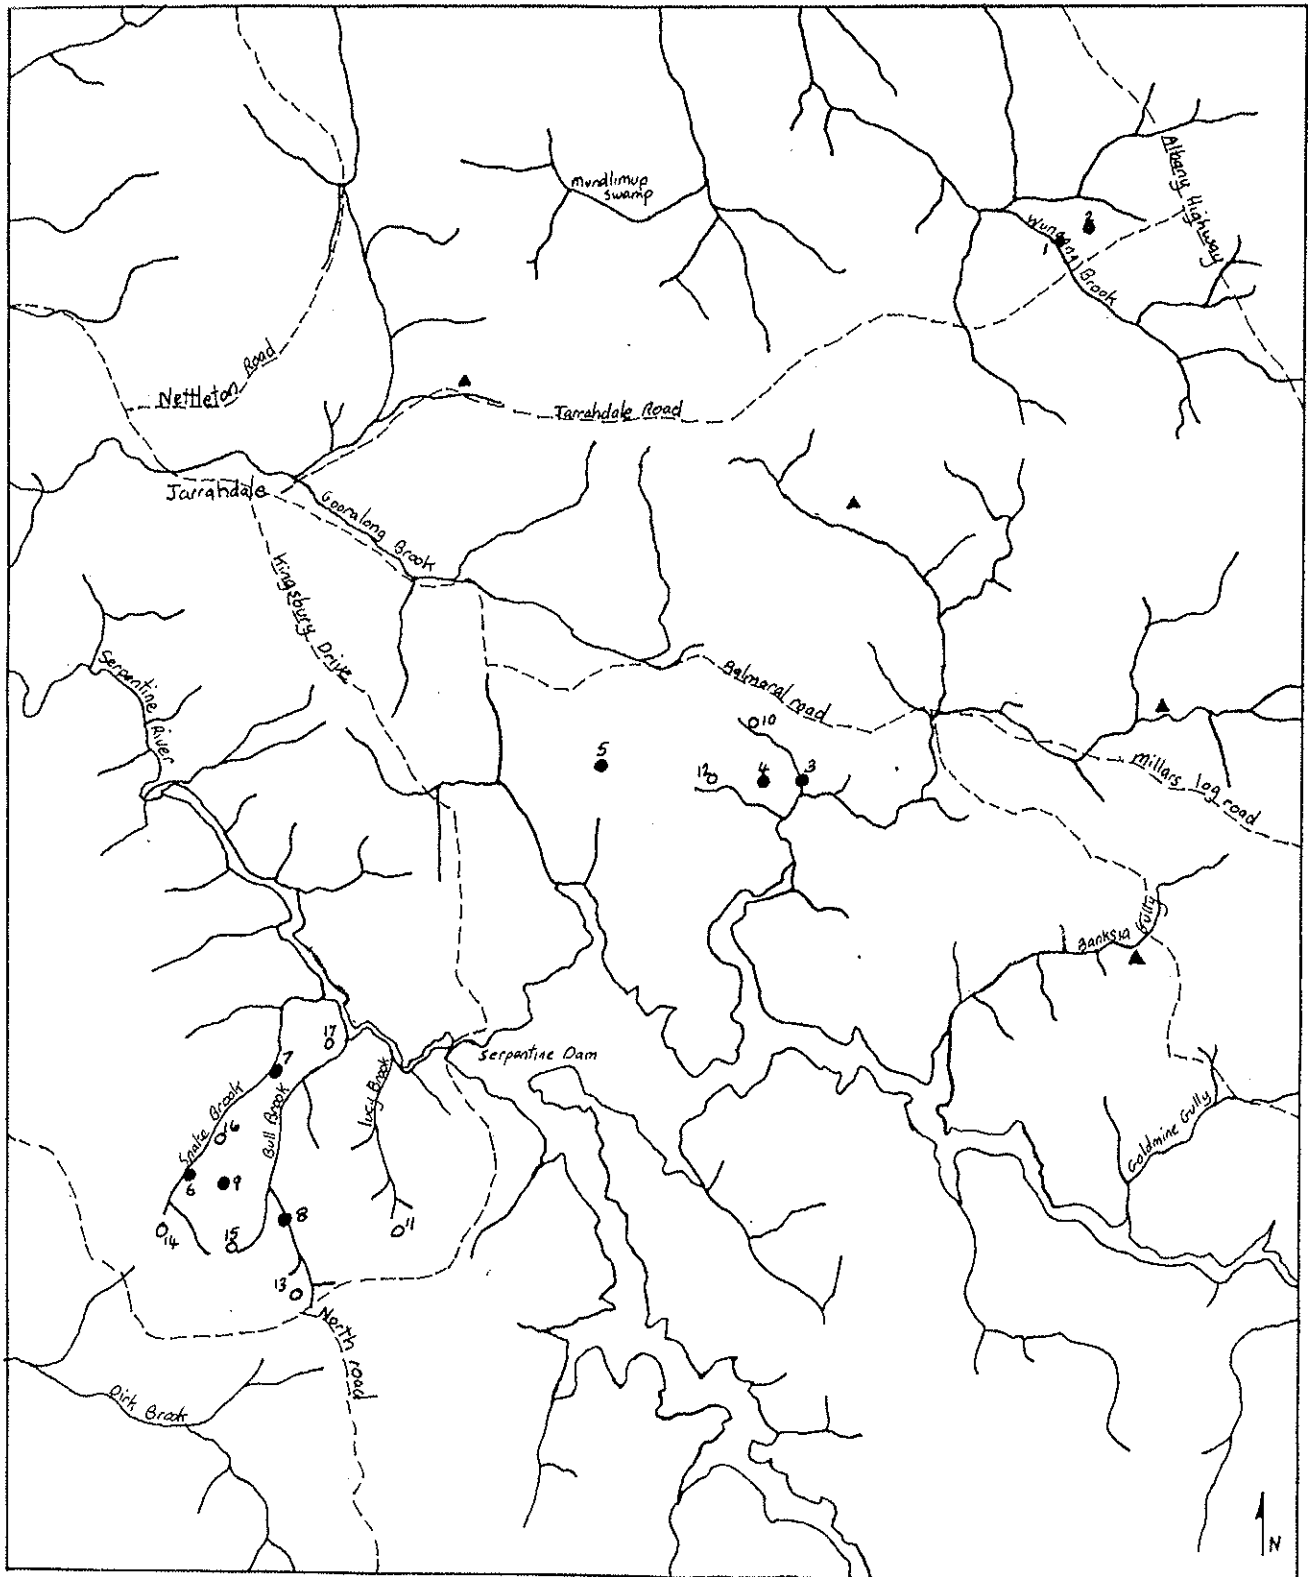 Mundlimup
Swamp
Albany Highway
2
Wungong Brook
1
Nettleton Road
Jarrahdale Road
Jarrahdale
Gooralong Brook
Kingsbury Drive
Serpentine River
Balmoral road
10
5
12
4
3
Millars log road
Banksia Gully
17
Serpentine Dam
7
Lucy Brook
Snake Brook
Bull Brook
16
Goldmine Gully
6
9
8
14
15
11
13
North road
Dirk Brook
N